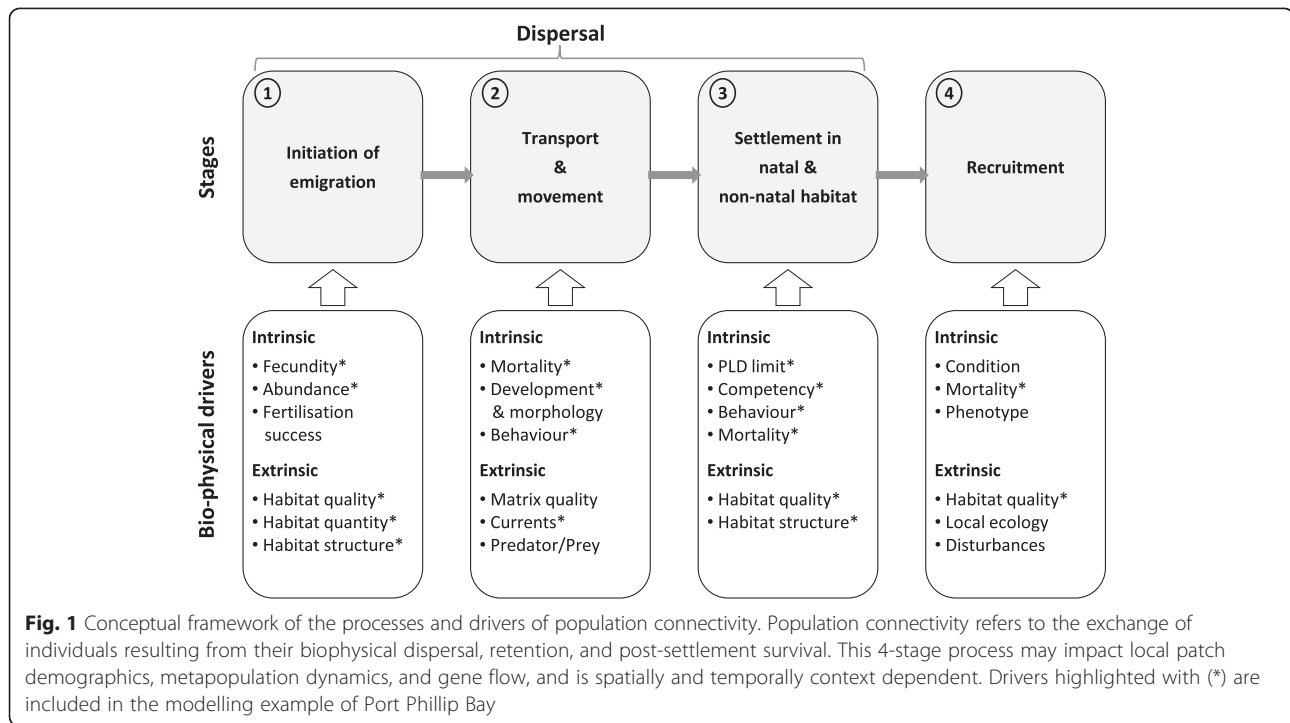 Dispersal
Stages
1
Initiation of
emigration
2
Transport
&
movement
3
Settlement in
natal &
non-natal habitat
4
Recruitment
Bio-physical drivers
Intrinsic
• Fecundity*
• Abundance*
• Fertilisation
success
Extrinsic
• Habitat quality*
• Habitat quantity*
• Habitat structure*
Intrinsic
• Mortality*
• Development*
& morphology
• Behaviour*
Extrinsic
• Matrix quality
• Currents*
• Predator/Prey
Intrinsic
• PLD limit*
• Competency*
• Behaviour*
• Mortality*
Extrinsic
• Habitat quality*
• Habitat structure*
Intrinsic
• Condition
• Mortality*
• Phenotype
Extrinsic
• Habitat quality*
• Local ecology
• Disturbances
Fig. 1 Conceptual framework of the processes and drivers of population connectivity. Population connectivity refers to the exchange of
individuals resulting from their biophysical dispersal, retention, and post-settlement survival. This 4-stage process may impact local patch
demographics, metapopulation dynamics, and gene flow, and is spatially and temporally context dependent. Drivers highlighted with (*) are
included in the modelling example of Port Phillip Bay